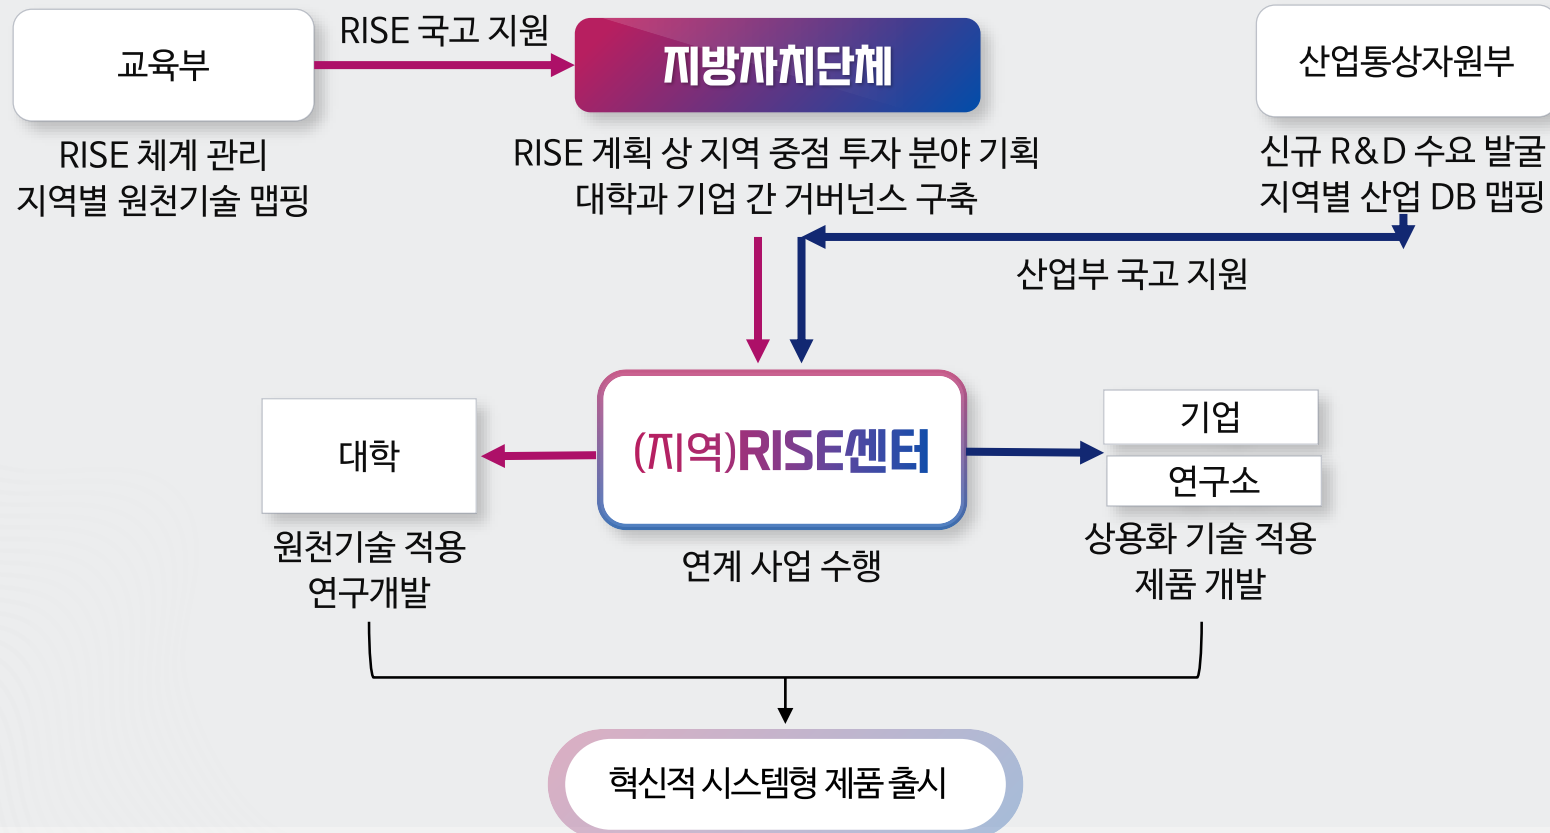 교육부
RISE 국고 지원
지방자치단체
산업통상자원부
RISE 체계 관리
지역별 원천기술 맵핑
RISE 계획 상 지역 중점 투자 분야 기획
대학과 기업 간 거버넌스 구축
신규 R&D 수요 발굴
지역별 산업 DB 맵핑
산업부 국고 지원
대학
(지역)RISE센터
기업
연구소
원천기술 적용
연구개발
연계 사업 수행
상용화 기술 적용
제품 개발
혁신적 시스템형 제품 출시